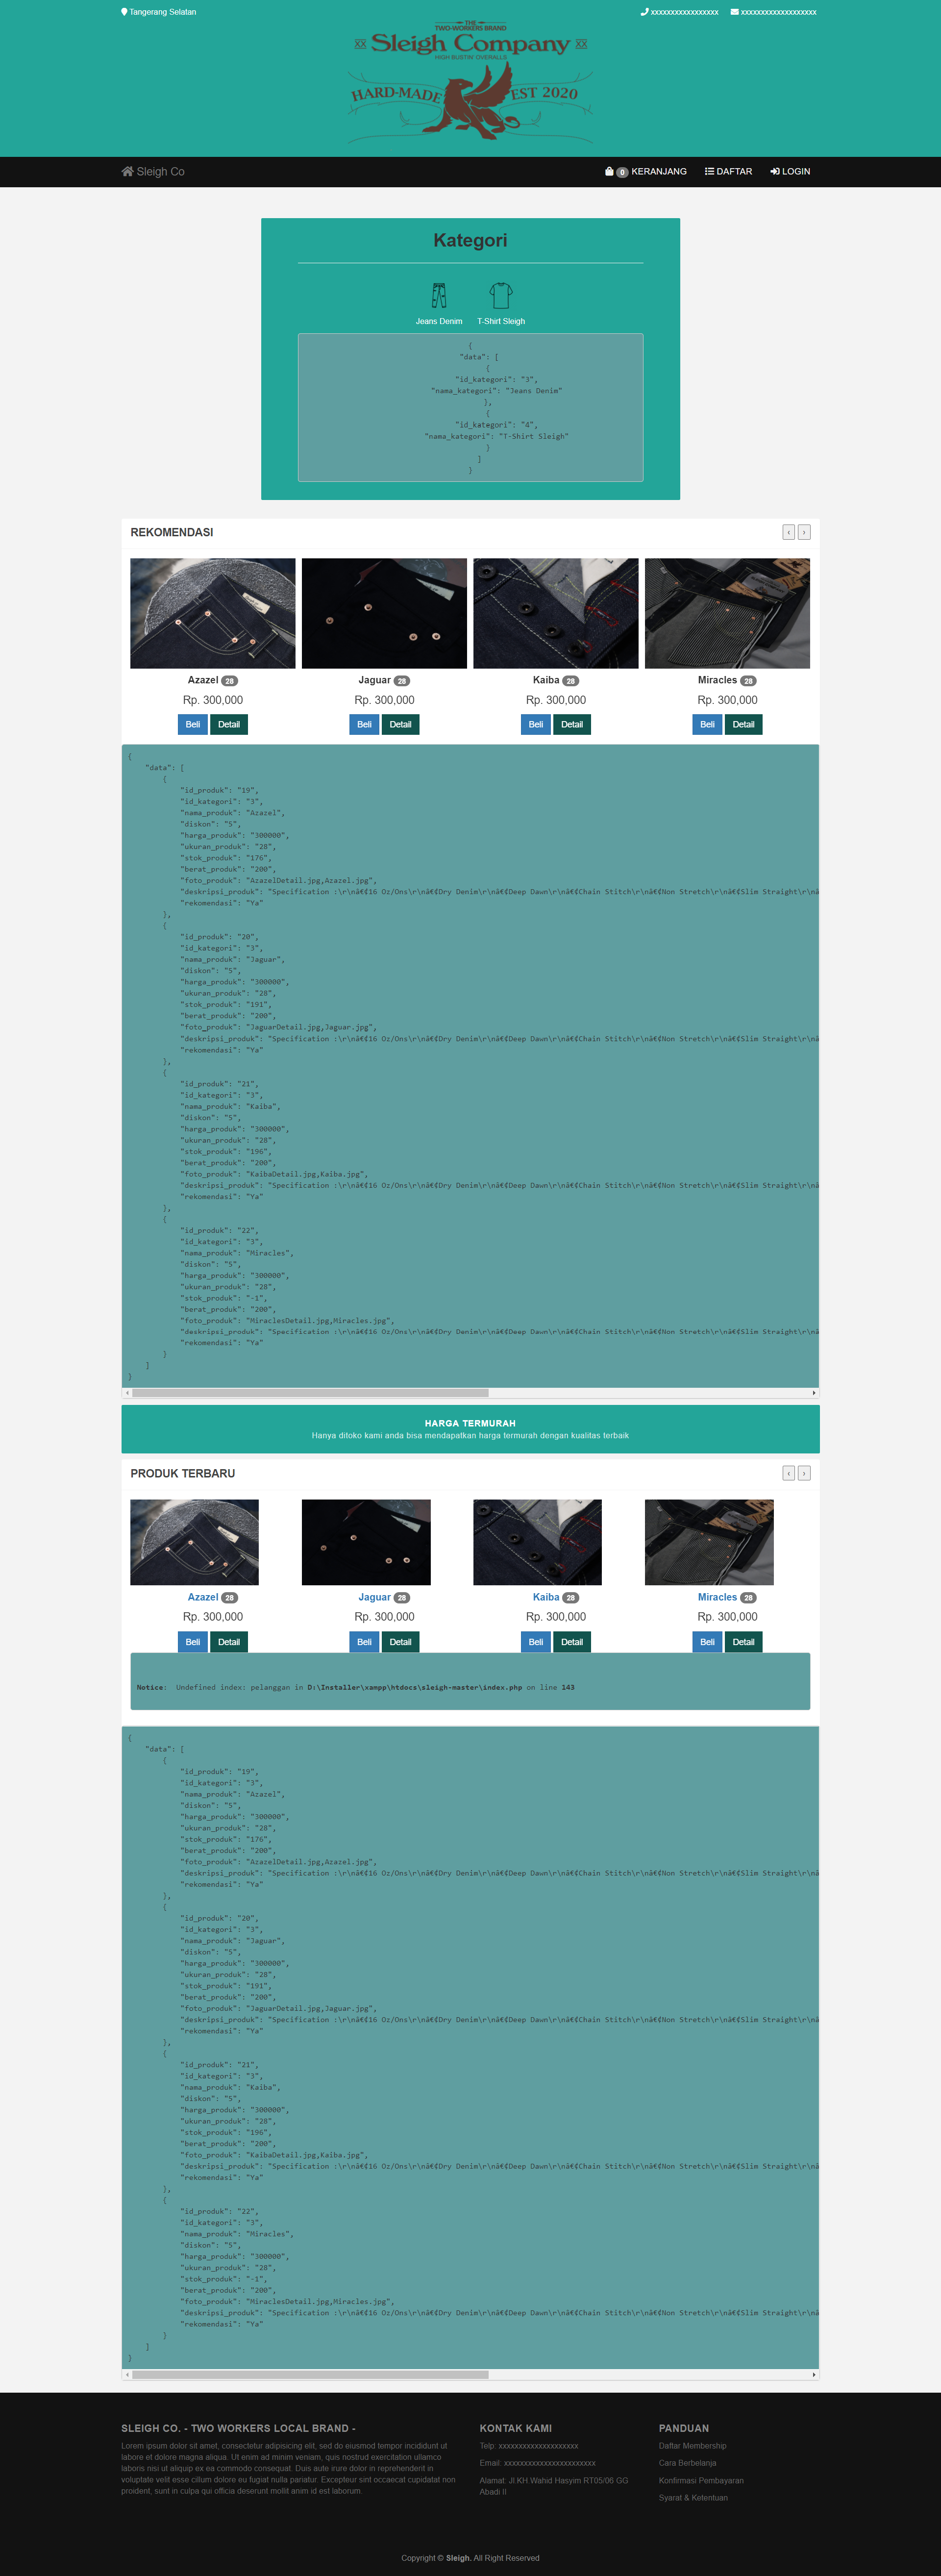 Tangerang Selatan
xxxxxxxxxxxxxxxxx xxxxxxxxxxxxxxxxxxx
THE
TWO-WORKERS BRAND
XX Sleigh Company XX
HIGH BUSTIN' OVERALLS
HARD-MADE EST 2020
Sleigh Co
0 KERANJANG DAFTAR LOGIN
Kategori
Jeans Denim T-Shirt Sleigh
{
"data": [
{
"id_kategori": "3",
"nama_kategori": "Jeans Denim"
},
{
"id_kategori": "4",
"nama_kategori": "T-Shirt Sleigh"
}
]
}
REKOMENDASI ‹ ›
Azazel 28 Jaguar 28 Kaiba 28 Miracles 28
Rp. 300,000 Rp. 300,000 Rp. 300,000 Rp. 300,000
Beli Detail Beli Detail Beli Detail Beli Detail
{
"data": [
{
"id_produk": "19",
"id_kategori": "3",
"nama_produk": "Azazel",
"diskon": "5",
"harga_produk": "300000",
"ukuran_produk": "28",
"stok_produk": "176",
"berat_produk": "200",
"foto_produk": "AzazelDetail.jpg,Azazel.jpg",
"deskripsi_produk": "Specification :\r\nâ€¢16 Oz/Ons\r\nâ€¢Dry Denim\r\nâ€¢Deep Dawn\r\nâ€¢Chain Stitch\r\nâ€¢Non Stretch\r\nâ€¢Slim Straight\r\nâ
"rekomendasi": "Ya"
},
{
"id_produk": "20",
"id_kategori": "3",
"nama_produk": "Jaguar",
"diskon": "5",
"harga_produk": "300000",
"ukuran_produk": "28",
"stok_produk": "191",
"berat_produk": "200",
"foto_produk": "JaguarDetail.jpg,Jaguar.jpg",
"deskripsi_produk": "Specification :\r\nâ€¢16 Oz/Ons\r\nâ€¢Dry Denim\r\nâ€¢Deep Dawn\r\nâ€¢Chain Stitch\r\nâ€¢Non Stretch\r\nâ€¢Slim Straight\r\nâ
"rekomendasi": "Ya"
},
{
"id_produk": "21",
"id_kategori": "3",
"nama_produk": "Kaiba",
"diskon": "5",
"harga_produk": "300000",
"ukuran_produk": "28",
"stok_produk": "196",
"berat_produk": "200",
"foto_produk": "KaibaDetail.jpg,Kaiba.jpg",
"deskripsi_produk": "Specification :\r\nâ€¢16 Oz/Ons\r\nâ€¢Dry Denim\r\nâ€¢Deep Dawn\r\nâ€¢Chain Stitch\r\nâ€¢Non Stretch\r\nâ€¢Slim Straight\r\nâ
"rekomendasi": "Ya"
},
{
"id_produk": "22",
"id_kategori": "3",
"nama_produk": "Miracles",
"diskon": "5",
"harga_produk": "300000",
"ukuran_produk": "28",
"stok_produk": "-1",
"berat_produk": "200",
"foto_produk": "MiraclesDetail.jpg,Miracles.jpg",
"deskripsi_produk": "Specification :\r\nâ€¢16 Oz/Ons\r\nâ€¢Dry Denim\r\nâ€¢Deep Dawn\r\nâ€¢Chain Stitch\r\nâ€¢Non Stretch\r\nâ€¢Slim Straight\r\nâ
"rekomendasi": "Ya"
}
]
}
HARGA TERMURAH
Hanya ditoko kami anda bisa mendapatkan harga termurah dengan kualitas terbaik
PRODUK TERBARU ‹ ›
Azazel 28 Jaguar 28 Kaiba 28 Miracles 28
Rp. 300,000 Rp. 300,000 Rp. 300,000 Rp. 300,000
Beli Detail Beli Detail Beli Detail Beli Detail
Notice: Undefined index: pelanggan in D:\Installer\xampp\htdocs\sleigh-master\index.php on line 143
{
"data": [
{
"id_produk": "19",
"id_kategori": "3",
"nama_produk": "Azazel",
"diskon": "5",
"harga_produk": "300000",
"ukuran_produk": "28",
"stok_produk": "176",
"berat_produk": "200",
"foto_produk": "AzazelDetail.jpg,Azazel.jpg",
"deskripsi_produk": "Specification :\r\nâ€¢16 Oz/Ons\r\nâ€¢Dry Denim\r\nâ€¢Deep Dawn\r\nâ€¢Chain Stitch\r\nâ€¢Non Stretch\r\nâ€¢Slim Straight\r\nâ
"rekomendasi": "Ya"
},
{
"id_produk": "20",
"id_kategori": "3",
"nama_produk": "Jaguar",
"diskon": "5",
"harga_produk": "300000",
"ukuran_produk": "28",
"stok_produk": "191",
"berat_produk": "200",
"foto_produk": "JaguarDetail.jpg,Jaguar.jpg",
"deskripsi_produk": "Specification :\r\nâ€¢16 Oz/Ons\r\nâ€¢Dry Denim\r\nâ€¢Deep Dawn\r\nâ€¢Chain Stitch\r\nâ€¢Non Stretch\r\nâ€¢Slim Straight\r\nâ
"rekomendasi": "Ya"
},
{
"id_produk": "21",
"id_kategori": "3",
"nama_produk": "Kaiba",
"diskon": "5",
"harga_produk": "300000",
"ukuran_produk": "28",
"stok_produk": "196",
"berat_produk": "200",
"foto_produk": "KaibaDetail.jpg,Kaiba.jpg",
"deskripsi_produk": "Specification :\r\nâ€¢16 Oz/Ons\r\nâ€¢Dry Denim\r\nâ€¢Deep Dawn\r\nâ€¢Chain Stitch\r\nâ€¢Non Stretch\r\nâ€¢Slim Straight\r\nâ
"rekomendasi": "Ya"
},
{
"id_produk": "22",
"id_kategori": "3",
"nama_produk": "Miracles",
"diskon": "5",
"harga_produk": "300000",
"ukuran_produk": "28",
"stok_produk": "-1",
"berat_produk": "200",
"foto_produk": "MiraclesDetail.jpg,Miracles.jpg",
"deskripsi_produk": "Specification :\r\nâ€¢16 Oz/Ons\r\nâ€¢Dry Denim\r\nâ€¢Deep Dawn\r\nâ€¢Chain Stitch\r\nâ€¢Non Stretch\r\nâ€¢Slim Straight\r\nâ
"rekomendasi": "Ya"
}
]
}
SLEIGH CO. - TWO WORKERS LOCAL BRAND -
Lorem ipsum dolor sit amet, consectetur adipisicing elit, sed do eiusmod tempor incididunt ut
labore et dolore magna aliqua. Ut enim ad minim veniam, quis nostrud exercitation ullamco
laboris nisi ut aliquip ex ea commodo consequat. Duis aute irure dolor in reprehenderit in
voluptate velit esse cillum dolore eu fugiat nulla pariatur. Excepteur sint occaecat cupidatat non
proident, sunt in culpa qui officia deserunt mollit anim id est laborum.
KONTAK KAMI
Telp: xxxxxxxxxxxxxxxxxxxx
Email: xxxxxxxxxxxxxxxxxxxxxxx
Alamat: Jl.KH.Wahid Hasyim RT05/06 GG
Abadi II
PANDUAN
Daftar Membership
Cara Berbelanja
Konfirmasi Pembayaran
Syarat & Ketentuan
Copyright © Sleigh. All Right Reserved